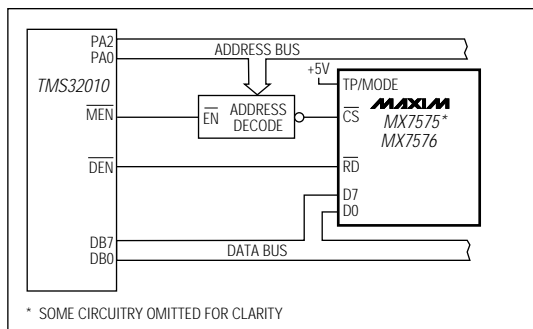 PA2
PA0
ADDRESS BUS
TMS32010
+5V
TP/MODE
MEN
EN
ADDRESS
DECODE
CS
MAXIM
MX7575*
MX7576
DEN
RD
D7
D0
DB7
DB0
DATA BUS
* SOME CIRCUITRY OMITTED FOR CLARITY